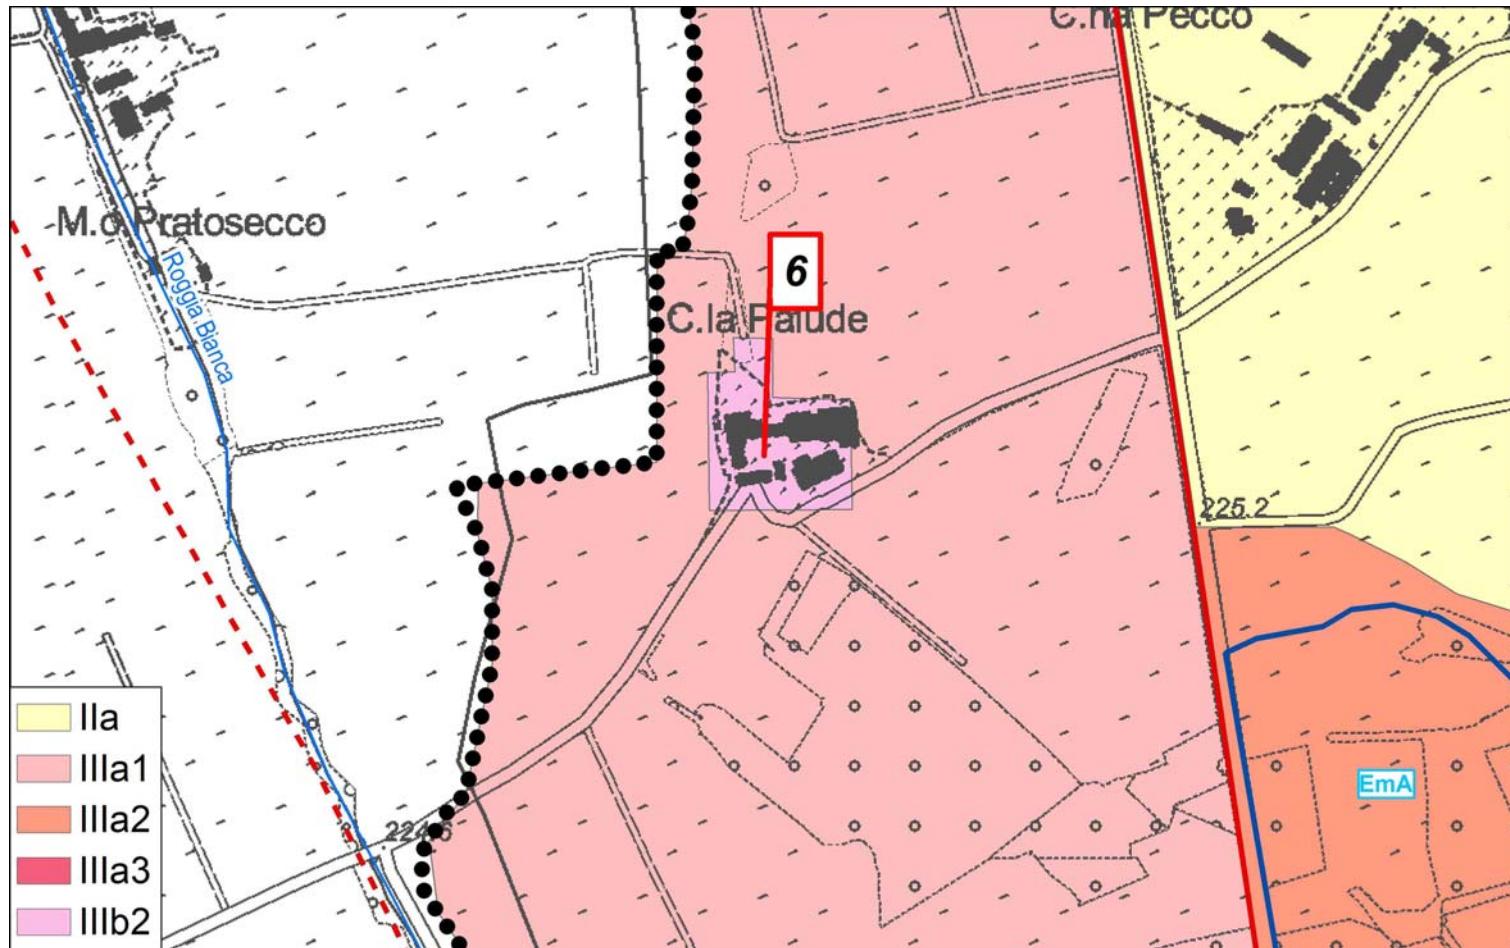 C.na Pecco
M.o Pratosecco
Roggia Bianca
6
C.la Palude
225.2
EmA
224.6
IIa
IIIa1
IIIa2
IIIa3
IIIb2